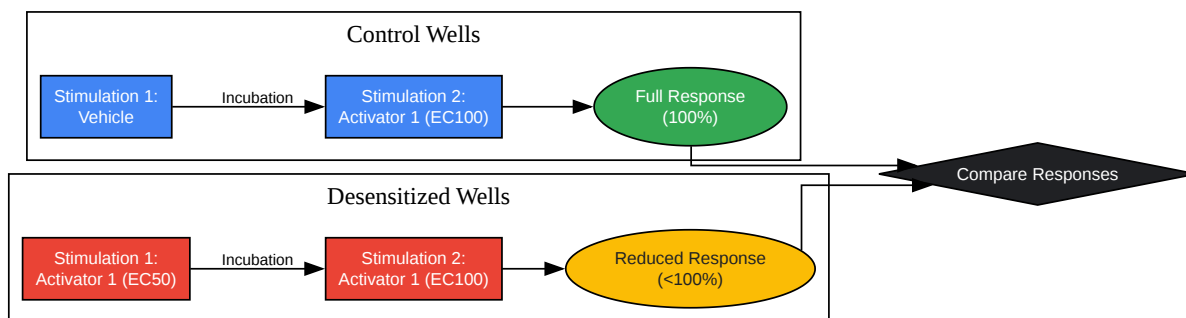 Control Wells
Stimulation 1:
Vehicle
Incubation
Stimulation 2:
Activator 1 (EC100)
Full Response
(100%)
Compare Responses
Desensitized Wells
Stimulation 1:
Activator 1 (EC50)
Incubation
Stimulation 2:
Activator 1 (EC100)
Reduced Response
(<100%)